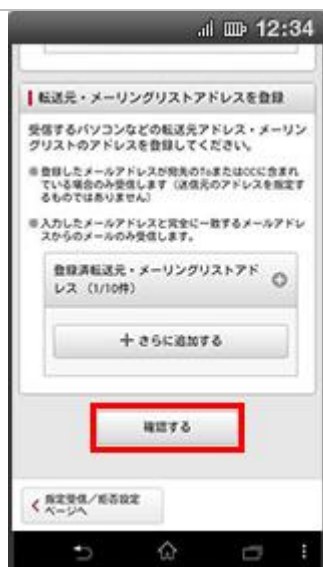 12:34
転送元・メーリングリストアドレスを登録
受信するパソコンなどの転送元アドレス・メーリン
グリストのアドレスを登録してください。
※登録したメールアドレスが宛先のToまたはCCに含まれ
ている場合のみ受信します（送信元のアドレスを指定す
るものではありません）
※入力したメールアドレスと完全に一致するメールアドレ
スからのメールのみ受信します。
登録済転送元・メーリングリストアド
レス （1/10件）
＋さらに追加する
確認する
指定受信／拒否設定
ページへ